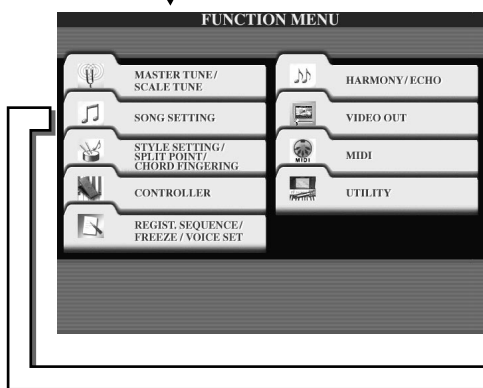 FUNCTION MENU
MASTER TUNE/
SCALE TUNE
SONG SETTING
STYLE SETTING/
SPLIT POINT/
CHORD FINGERING
CONTROLLER
REGIST. SEQUENCE/
FREEZE / VOICE SET
HARMONY/ECHO
VIDEO OUT
MIDI
MIDI
UTILITY